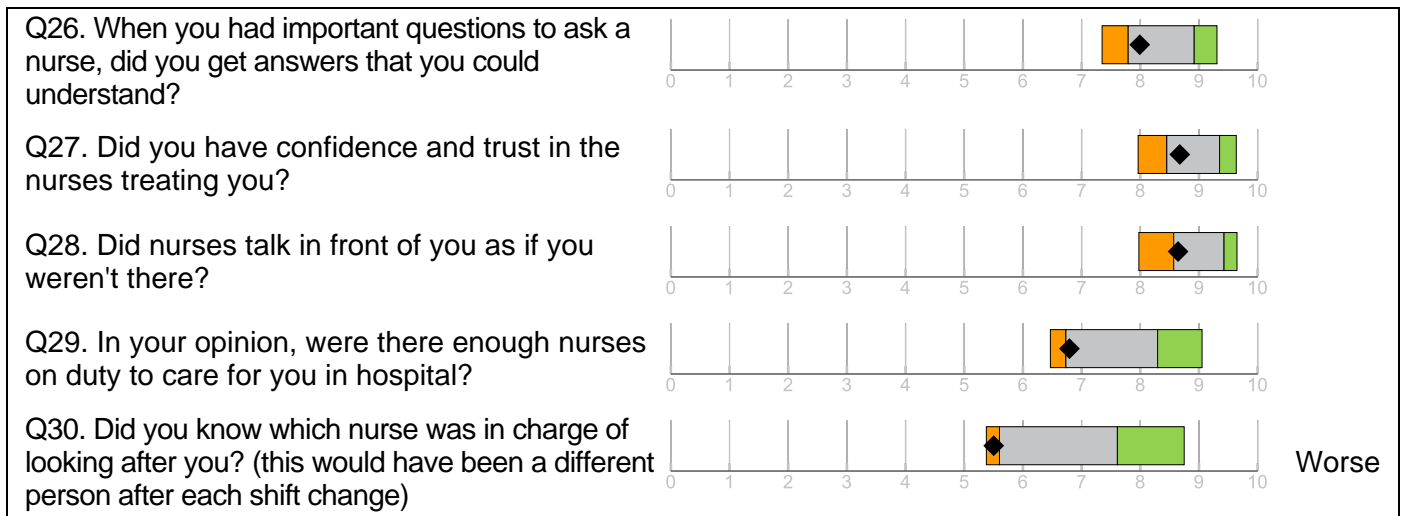 Q26. When you had important questions to ask a
nurse, did you get answers that you could
understand?
0 1 2 3 4 5 6 7 8 9 10
Q27. Did you have confidence and trust in the
nurses treating you?
0 1 2 3 4 5 6 7 8 9 10
Q28. Did nurses talk in front of you as if you
weren't there?
0 1 2 3 4 5 6 7 8 9 10
Q29. In your opinion, were there enough nurses
on duty to care for you in hospital?
0 1 2 3 4 5 6 7 8 9 10
Q30. Did you know which nurse was in charge of
looking after you? (this would have been a different
person after each shift change)
0 1 2 3 4 5 6 7 8 9 10
Worse